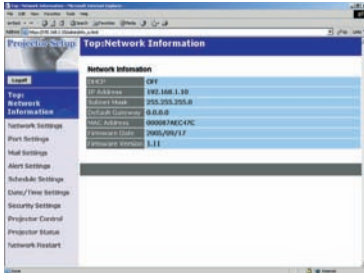 Projector Setup
Top:Network Information
Logoff
Top:
Network
Information
Network Settings
Port Settings
Mail Settings
Alert Settings
Schedule Settings
Date/Time Settings
Security Settings
Projector Control
Projector Status
Network Restart
Network Infomation
DHCP OFF
IP Address 192.168.1.10
Subnet Mask 255.255.255.0
Default Gateway 0.0.0.0
MAC Address 000087AEC47C
Firmware Date 2005/09/17
Firmware Version 1.11